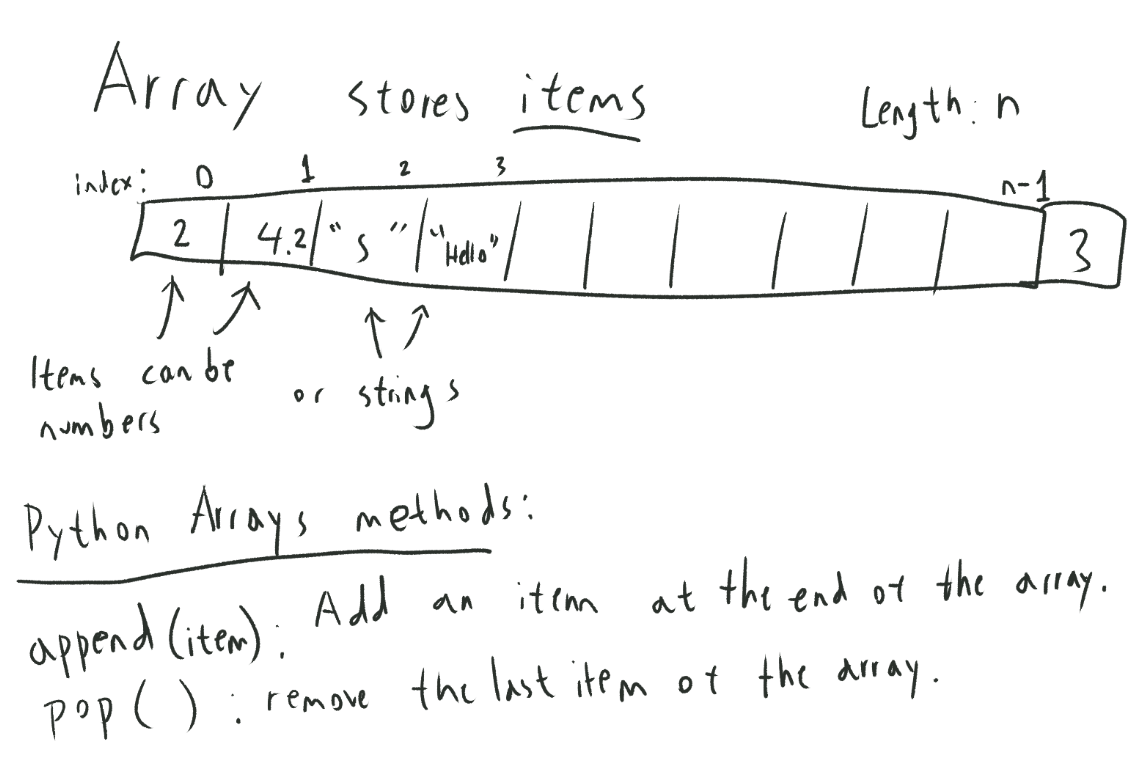 Array stores items Length: n
index: 0 1 2 3 n-1
2 4.2 "s" "Hello" 3
Items can be
numbers
or strings
Python Arrays methods:
append(item): Add an item at the end of the array.
pop( ): remove the last item of the array.